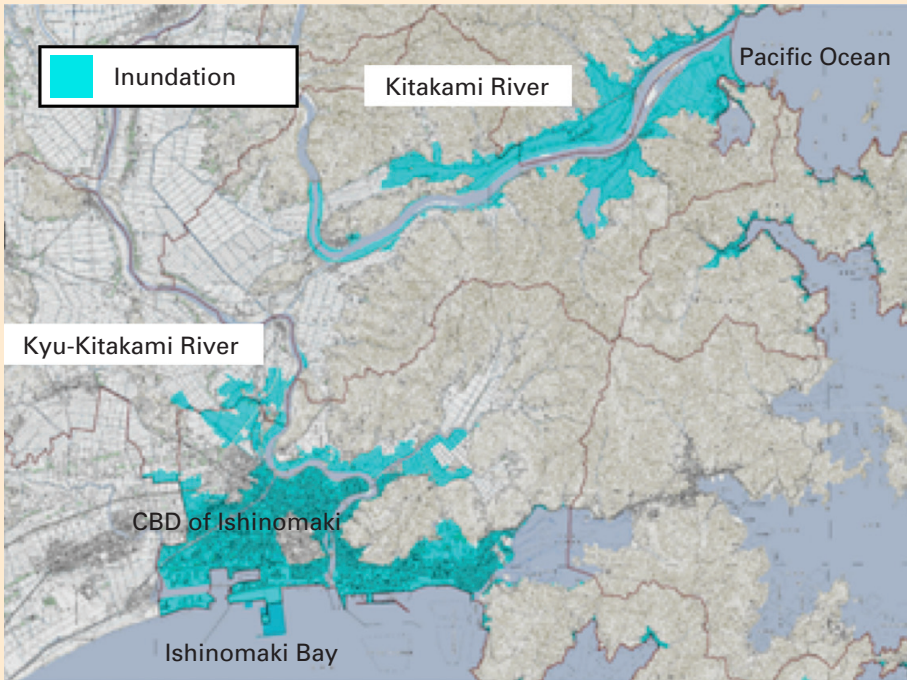 Inundation
Pacific Ocean
Kitakami River
Kyu-Kitakami River
CBD of Ishinomaki
Ishinomaki Bay